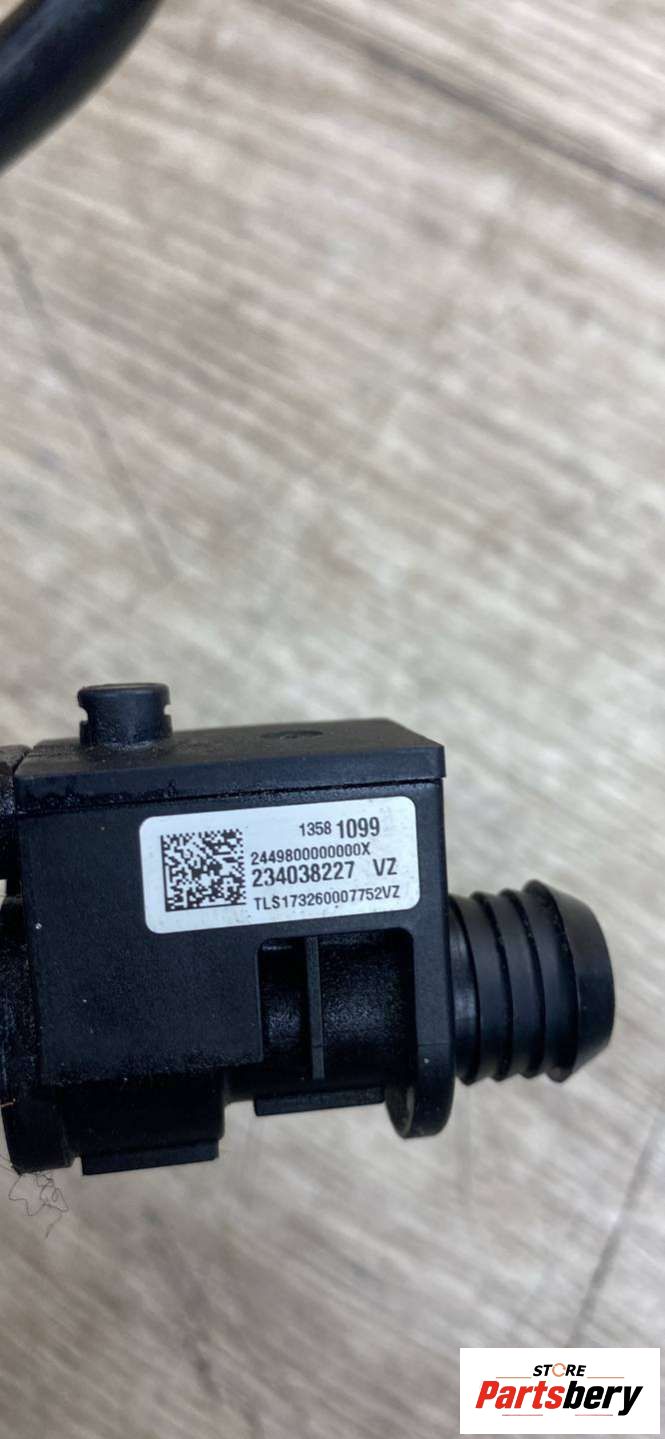 1358 1099
2449800000000X
234038227 VZ
TLS173260007752VZ
STORE
Partsbery